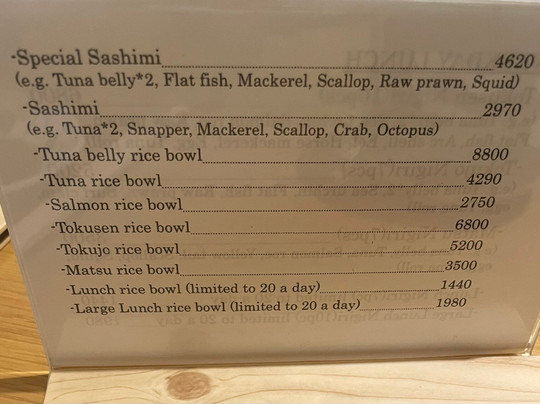 -Special Sashimi 4620
(e.g. Tuna belly*2, Flat fish, Mackerel, Scallop, Raw prawn, Squid)
-Sashimi 2970
(e.g. Tuna*2, Snapper, Mackerel, Scallop, Crab, Octopus)
-Tuna belly rice bowl 8800
-Tuna rice bowl 4290
-Salmon rice bowl 2750
-Tokusen rice bowl 6800
-Tokujo rice bowl 5200
-Matsu rice bowl 3500
-Lunch rice bowl (limited to 20 a day) 1440
-Large Lunch rice bowl (limited to 20 a day) 1980